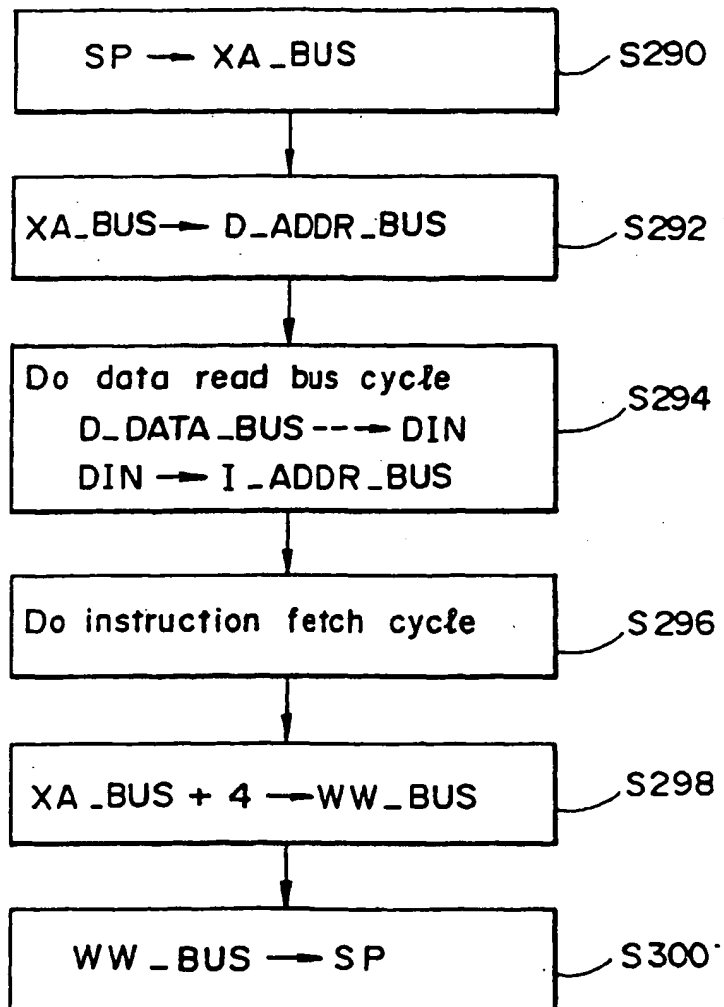 SP → XA_BUS
S290
XA_BUS → D_ADDR_BUS
S292
Do data read bus cycle
D_DATA_BUS ---→ DIN
DIN → I_ADDR_BUS
S294
Do instruction fetch cycle
S296
XA_BUS + 4 → WW_BUS
S298
WW_BUS → SP
S300